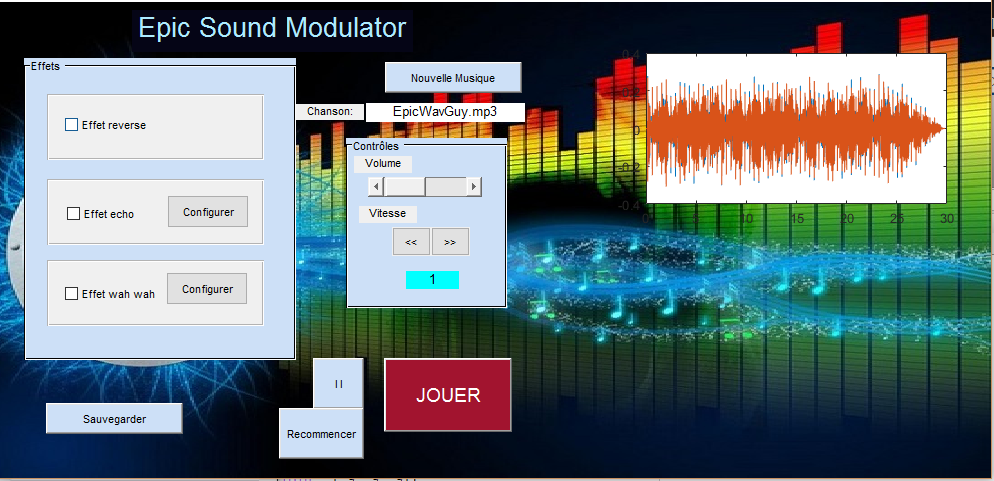 Epic Sound Modulator
Effets
Effet reverse
Effet echo
Configurer
Effet wah wah
Configurer
Nouvelle Musique
Chanson:
EpicWavGuy.mp3
Contrôles
Volume
Vitesse
<<
>>
1
0.4
0.2
0
-0.2
-0.4
0
5
10
15
20
25
30
Sauvegarder
||
Recommencer
JOUER